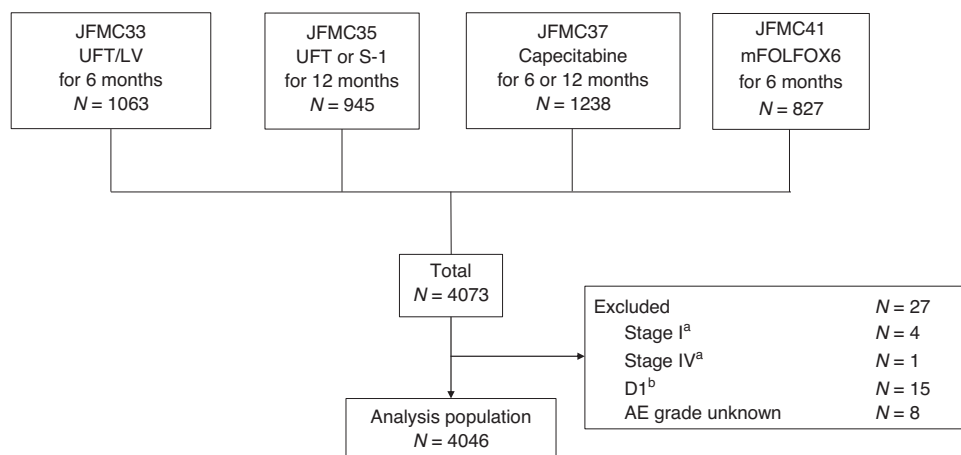 JFMC33
UFT/LV
for 6 months
N = 1063
JFMC35
UFT or S-1
for 12 months
N = 945
JFMC37
Capecitabine
for 6 or 12 months
N = 1238
JFMC41
mFOLFOX6
for 6 months
N = 827
Total
N = 4073
Excluded N = 27
Stage Iª N = 4
Stage IVª N = 1
D1ᵇ N = 15
AE grade unknown N = 8
Analysis population
N = 4046